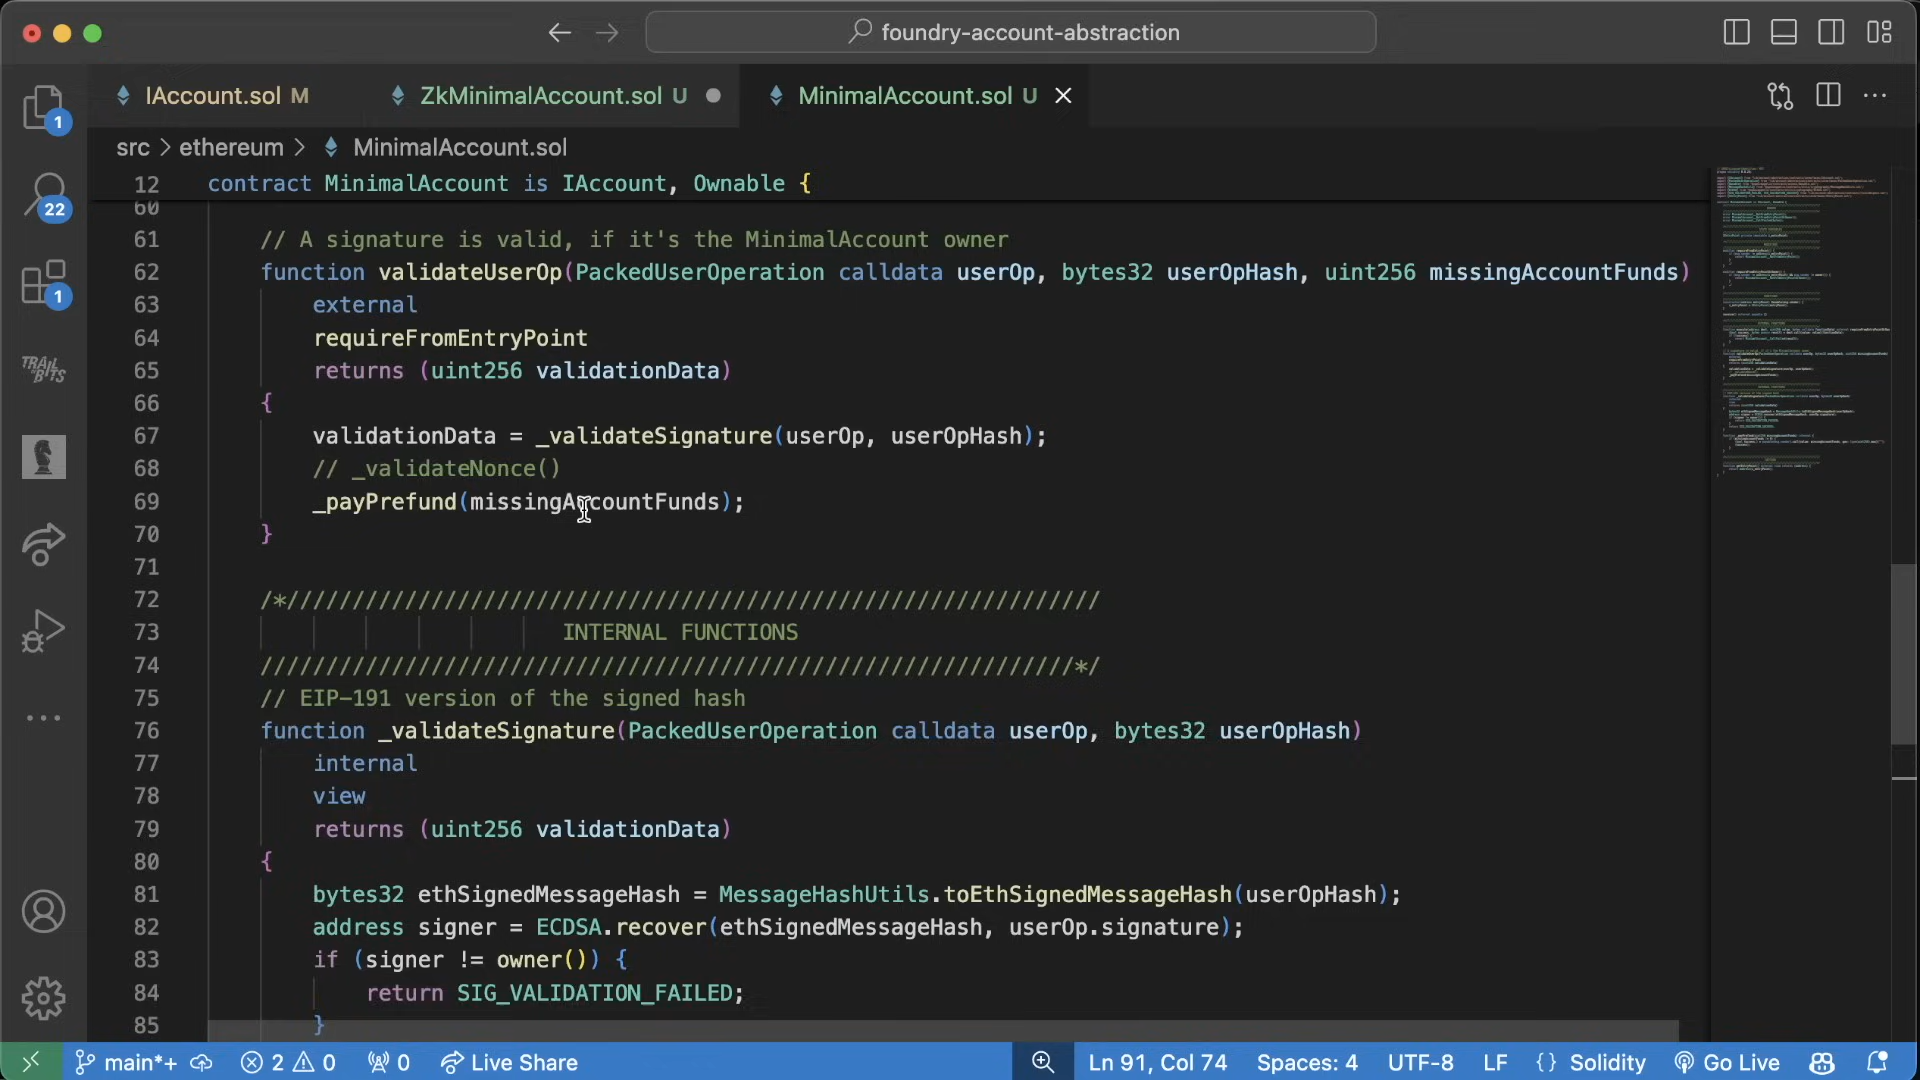 foundry-account-abstraction
IAccount.sol M
ZkMinimalAccount.sol U
MinimalAccount.sol U
src > ethereum > MinimalAccount.sol
1
22
1
TRAIL OF BITS
12 contract MinimalAccount is IAccount, Ownable {
60
61 // A signature is valid, if it's the MinimalAccount owner
62 function validateUserOp(PackedUserOperation calldata userOp, bytes32 userOpHash, uint256 missingAccountFunds)
63 external
64 requireFromEntryPoint
65 returns (uint256 validationData)
66 {
67 validationData = _validateSignature(userOp, userOpHash);
68 // _validateNonce()
69 _payPrefund(missingAccountFunds);
70 }
71
72 /*//////////////////////////////////////////////////////////////
73 INTERNAL FUNCTIONS
74 //////////////////////////////////////////////////////////////*/
75 // EIP-191 version of the signed hash
76 function _validateSignature(PackedUserOperation calldata userOp, bytes32 userOpHash)
77 internal
78 view
79 returns (uint256 validationData)
80 {
81 bytes32 ethSignedMessageHash = MessageHashUtils.toEthSignedMessageHash(userOpHash);
82 address signer = ECDSA.recover(ethSignedMessageHash, userOp.signature);
83 if (signer != owner()) {
84 return SIG_VALIDATION_FAILED;
85 }
main*+ 2 0 0 Live Share Ln 91, Col 74 Spaces: 4 UTF-8 LF {} Solidity Go Live